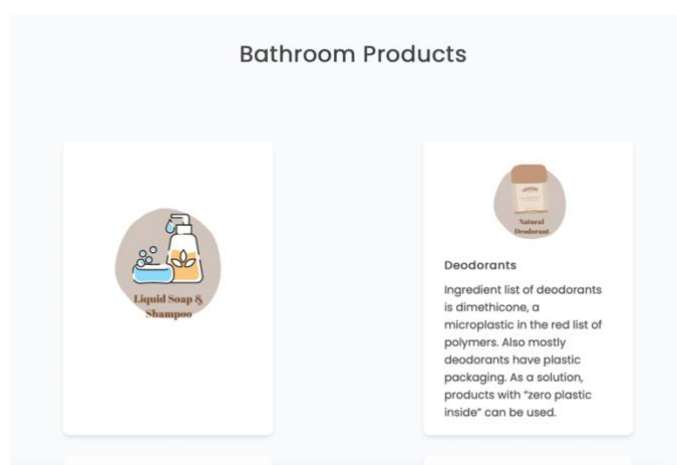 Bathroom Products
Liquid Soap &
Shampoo
Natural
Deodorant
Deodorants
Ingredient list of deodorants
is dimethicone, a
microplastic in the red list of
polymers. Also mostly
deodorants have plastic
packaging. As a solution,
products with “zero plastic
inside” can be used.